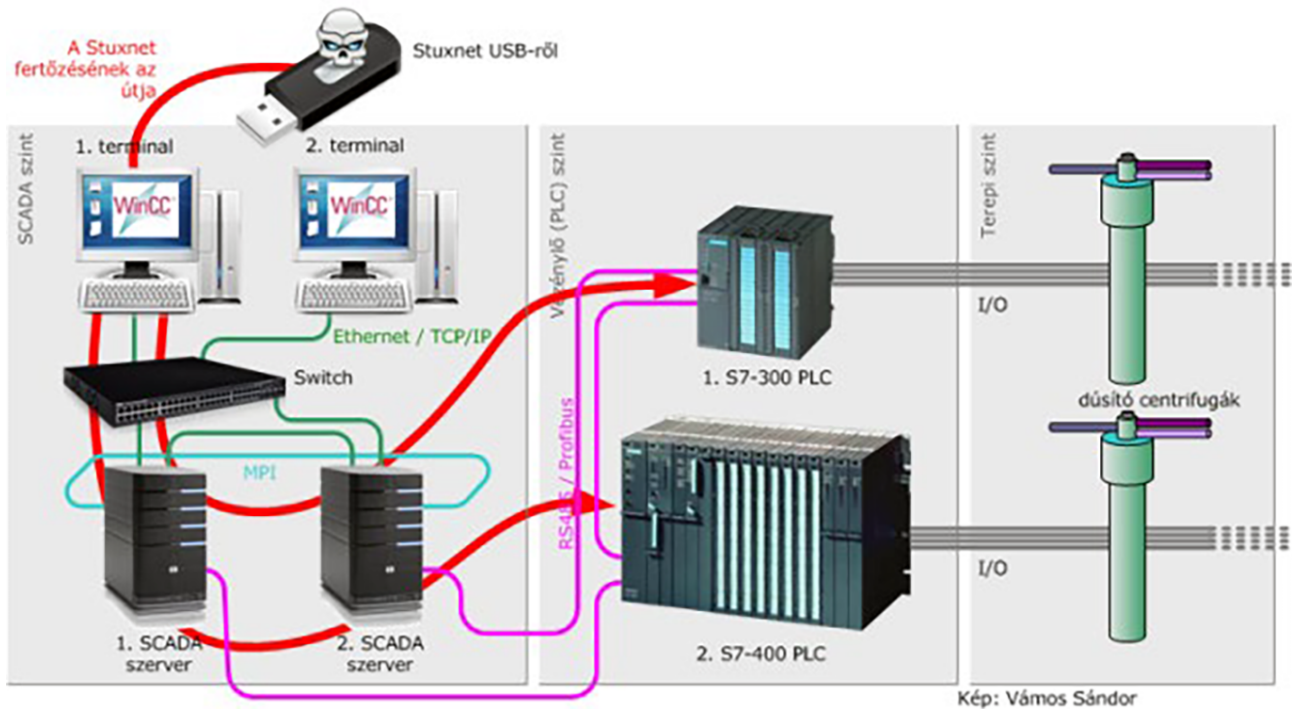 A Stuxnet
fertőzésének az
útja
Stuxnet USB-ről
SCADA szint
1. terminal
2. terminal
WinCC
WinCC
Ethernet / TCP/IP
Switch
MPI
1. SCADA
szerver
2. SCADA
szerver
Vezénylő (PLC) szint
RS485 / Profibus
1. S7-300 PLC
2. S7-400 PLC
Terepi szint
I/O
dúsító centrifugák
I/O
Kép: Vámos Sándor